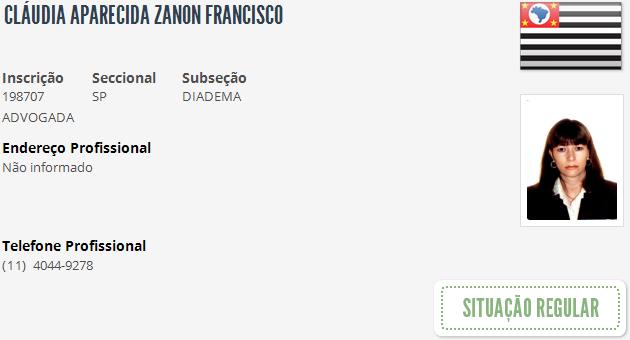 CLÁUDIA APARECIDA ZANON FRANCISCO
Inscrição Seccional Subseção
198707 SP DIADEMA
ADVOGADA
Endereço Profissional
Não informado
Telefone Profissional
(11) 4044-9278
SITUAÇÃO REGULAR